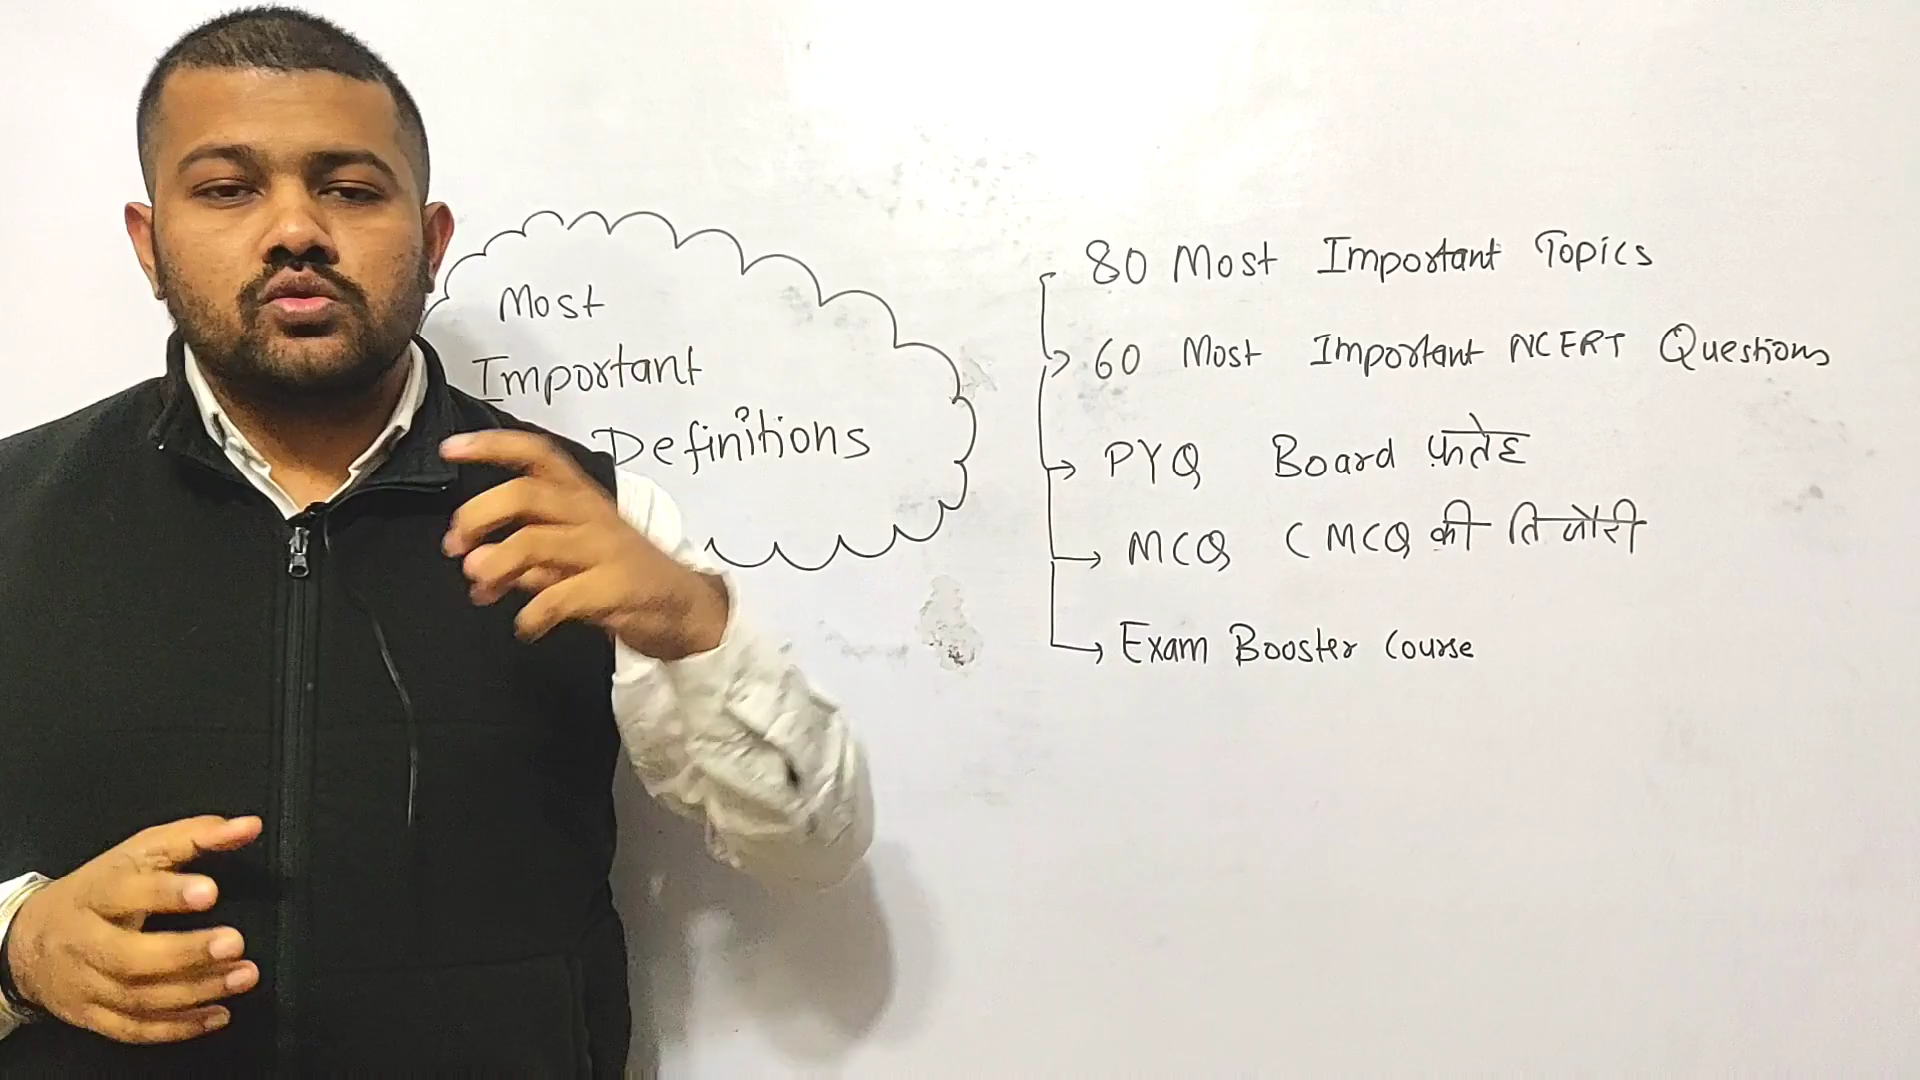 Most
Important
Definitions
80 Most Important Topics
60 Most Important NCERT Questions
PYQ Board फतेह
MCQ ( MCQ की तिजोरी
Exam Booster Course